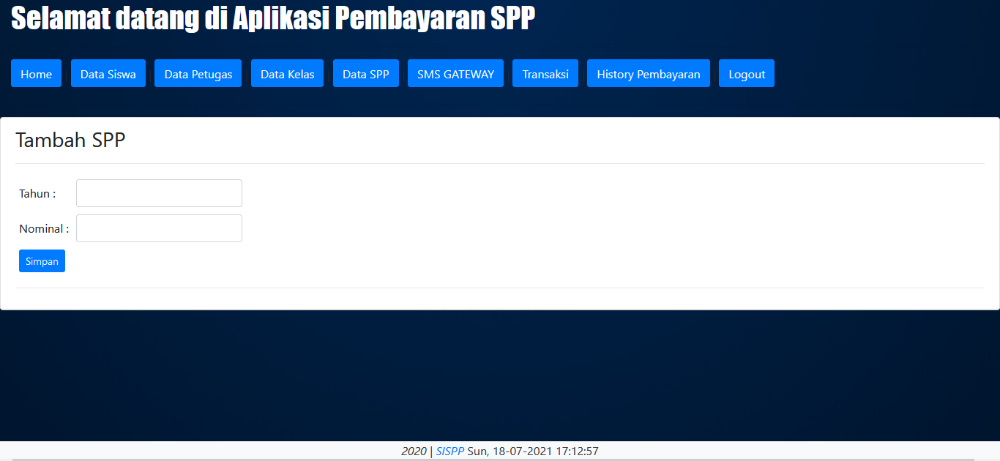 Selamat datang di Aplikasi Pembayaran SPP
Home Data Siswa Data Petugas Data Kelas Data SPP SMS GATEWAY Transaksi History Pembayaran Logout
Tambah SPP
Tahun :
Nominal :
Simpan
2020 | SISPP Sun, 18-07-2021 17:12:57